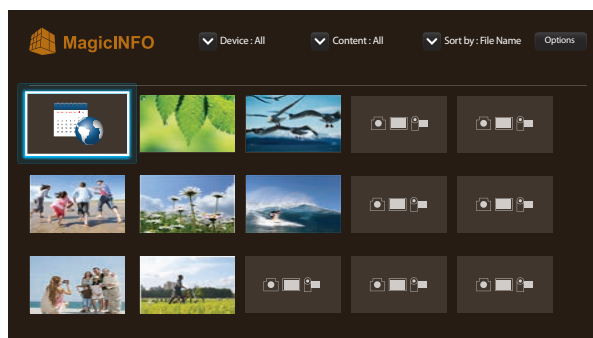 MagicINFO
Device : All
Content : All
Sort by : File Name
Options